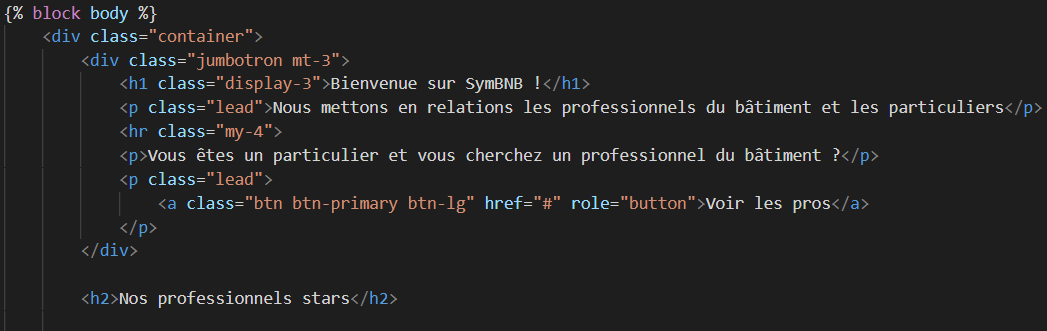 {% block body %}
<div class="container">
<div class="jumbotron mt-3">
<h1 class="display-3">Bienvenue sur SymBNB !</h1>
<p class="lead">Nous mettons en relations les professionnels du bâtiment et les particuliers</p>
<hr class="my-4">
<p>Vous êtes un particulier et vous cherchez un professionnel du bâtiment ?</p>
<p class="lead">
<a class="btn btn-primary btn-lg" href="#" role="button">Voir les pros</a>
</p>
</div>
<h2>Nos professionnels stars</h2>